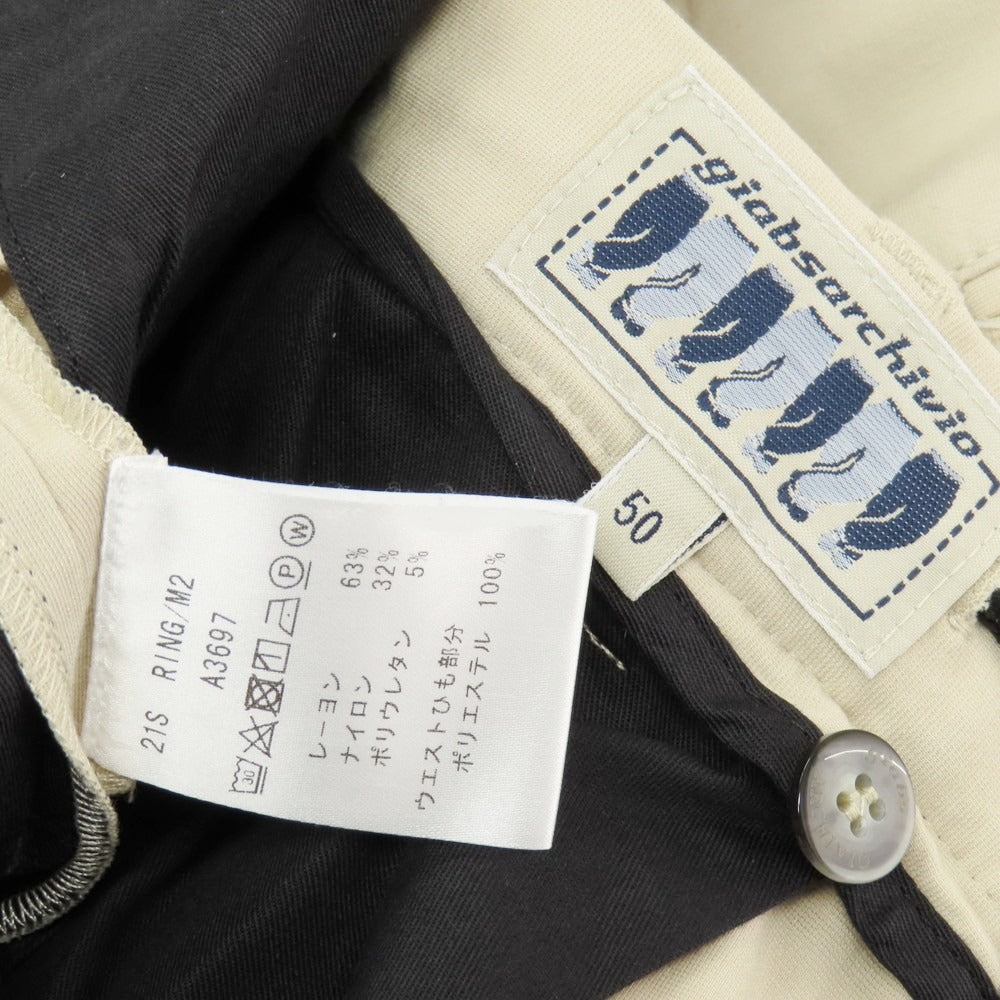 giabsarchivio
50
21S RING/M2
A3697
30
P W
レーヨン 63%
ナイロン 32%
ポリウレタン 5%
ウエストひも部分
ポリエステル 100%